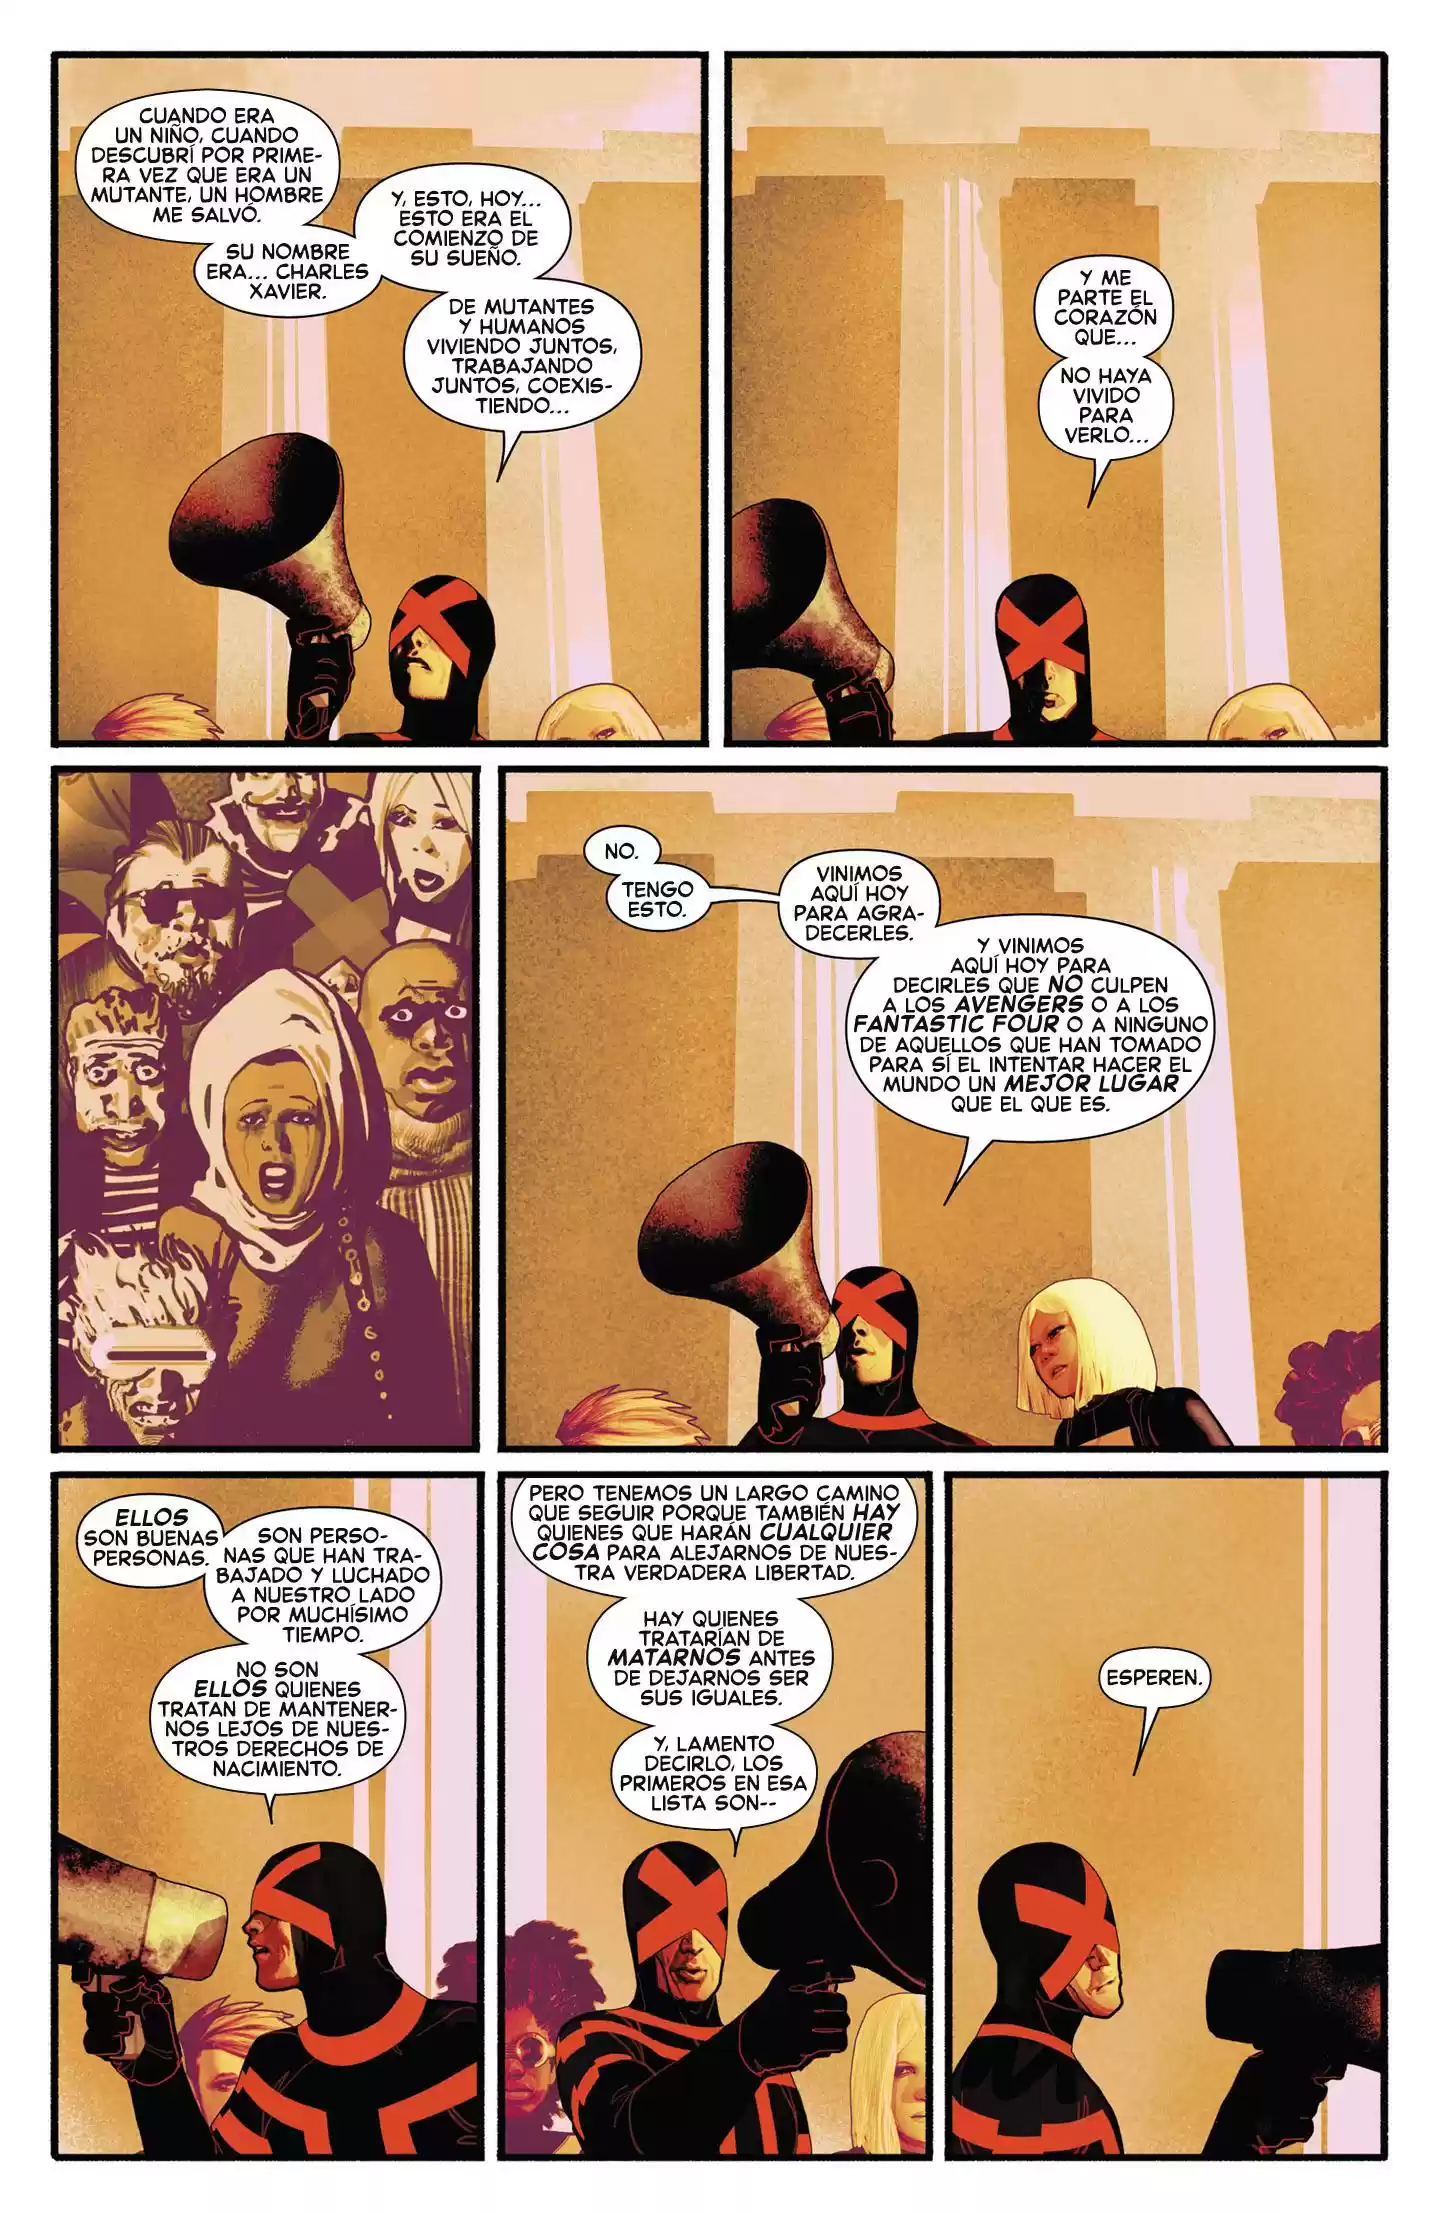 CUANDO ERA
UN NIÑO, CUANDO
DESCUBRÍ POR PRIME-
RA VEZ QUE ERA UN
MUTANTE, UN HOMBRE
ME SALVÓ.
SU NOMBRE
ERA... CHARLES
XAVIER.
Y, ESTO, HOY...
ESTO ERA EL
COMIENZO DE
SU SUEÑO.
DE MUTANTES
Y HUMANOS
VIVIENDO JUNTOS,
TRABAJANDO
JUNTOS, COEXIS-
TIENDO...
Y ME
PARTE EL
CORAZÓN
QUE...
NO HAYA
VIVIDO
PARA
VERLO...
NO.
TENGO
ESTO.
VINIMOS
AQUÍ HOY
PARA AGRA-
DECERLES.
Y VINIMOS
AQUÍ HOY PARA
DECIRLES QUE NO CULPEN
A LOS AVENGERS O A LOS
FANTASTIC FOUR O A NINGUNO
DE AQUELLOS QUE HAN TOMADO
PARA SÍ EL INTENTAR HACER EL
MUNDO UN MEJOR LUGAR
QUE EL QUE ES.
ELLOS
SON BUENAS
PERSONAS.
SON PERSO-
NAS QUE HAN TRA-
BAJADO Y LUCHADO
A NUESTRO LADO
POR MUCHÍSIMO
TIEMPO.
NO SON
ELLOS QUIENES
TRATAN DE MANTENER-
NOS LEJOS DE NUES-
TROS DERECHOS DE
NACIMIENTO.
PERO TENEMOS UN LARGO CAMINO
QUE SEGUIR PORQUE TAMBIÉN HAY
QUIENES QUE HARÁN CUALQUIER
COSA PARA ALEJARNOS DE NUES-
TRA VERDADERA LIBERTAD.
HAY QUIENES
TRATARÍAN DE
MATARNOS ANTES
DE DEJARNOS SER
SUS IGUALES.
Y, LAMENTO
DECIRLO, LOS
PRIMEROS EN ESA
LISTA SON--
ESPEREN.